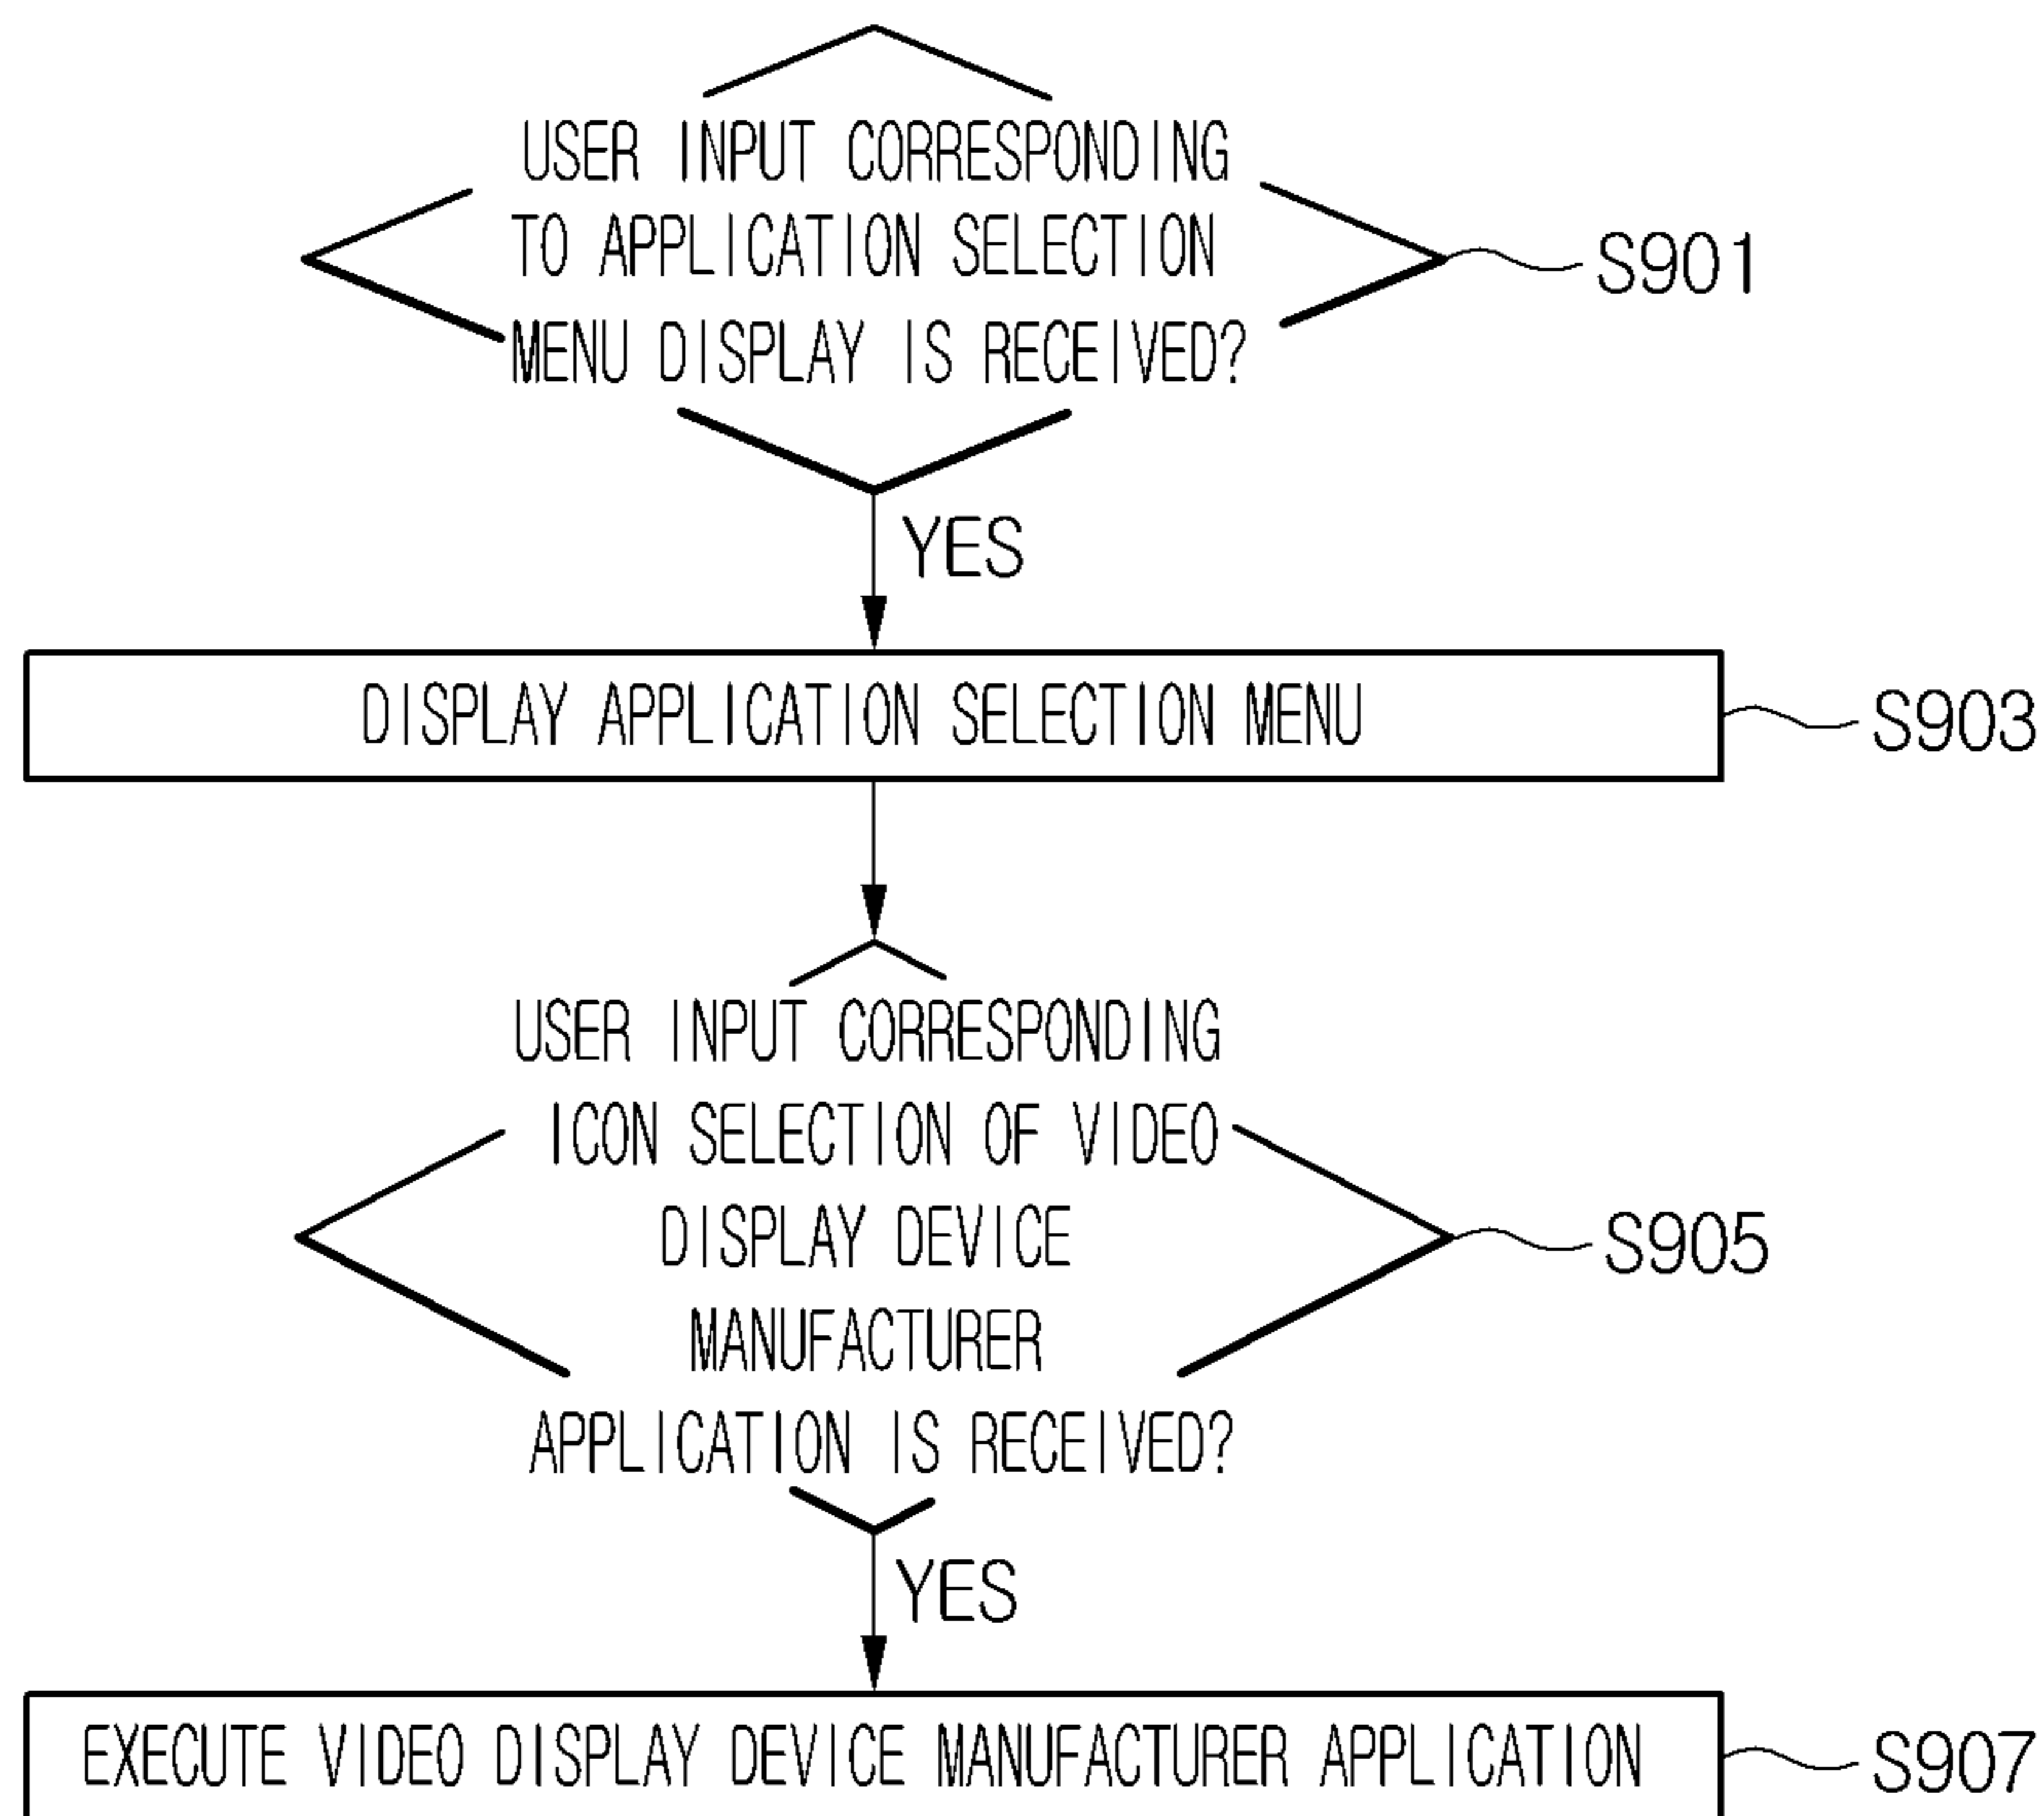 USER INPUT CORRESPONDING
TO APPLICATION SELECTION
MENU DISPLAY IS RECEIVED?
S901
YES
DISPLAY APPLICATION SELECTION MENU
S903
USER INPUT CORRESPONDING
ICON SELECTION OF VIDEO
DISPLAY DEVICE
MANUFACTURER
APPLICATION IS RECEIVED?
S905
YES
EXECUTE VIDEO DISPLAY DEVICE MANUFACTURER APPLICATION
S907